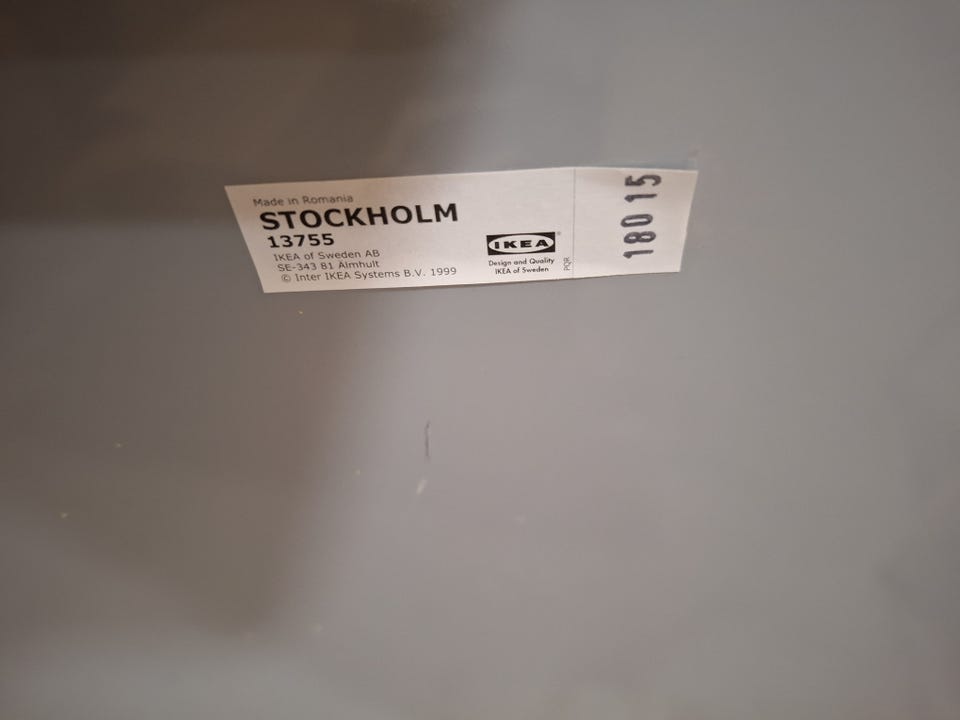 Made in Romania
STOCKHOLM
13755
IKEA of Sweden AB
SE-343 81 Älmhult
© Inter IKEA Systems B.V. 1999
IKEA®
Design and Quality
IKEA of Sweden
PQR
18015